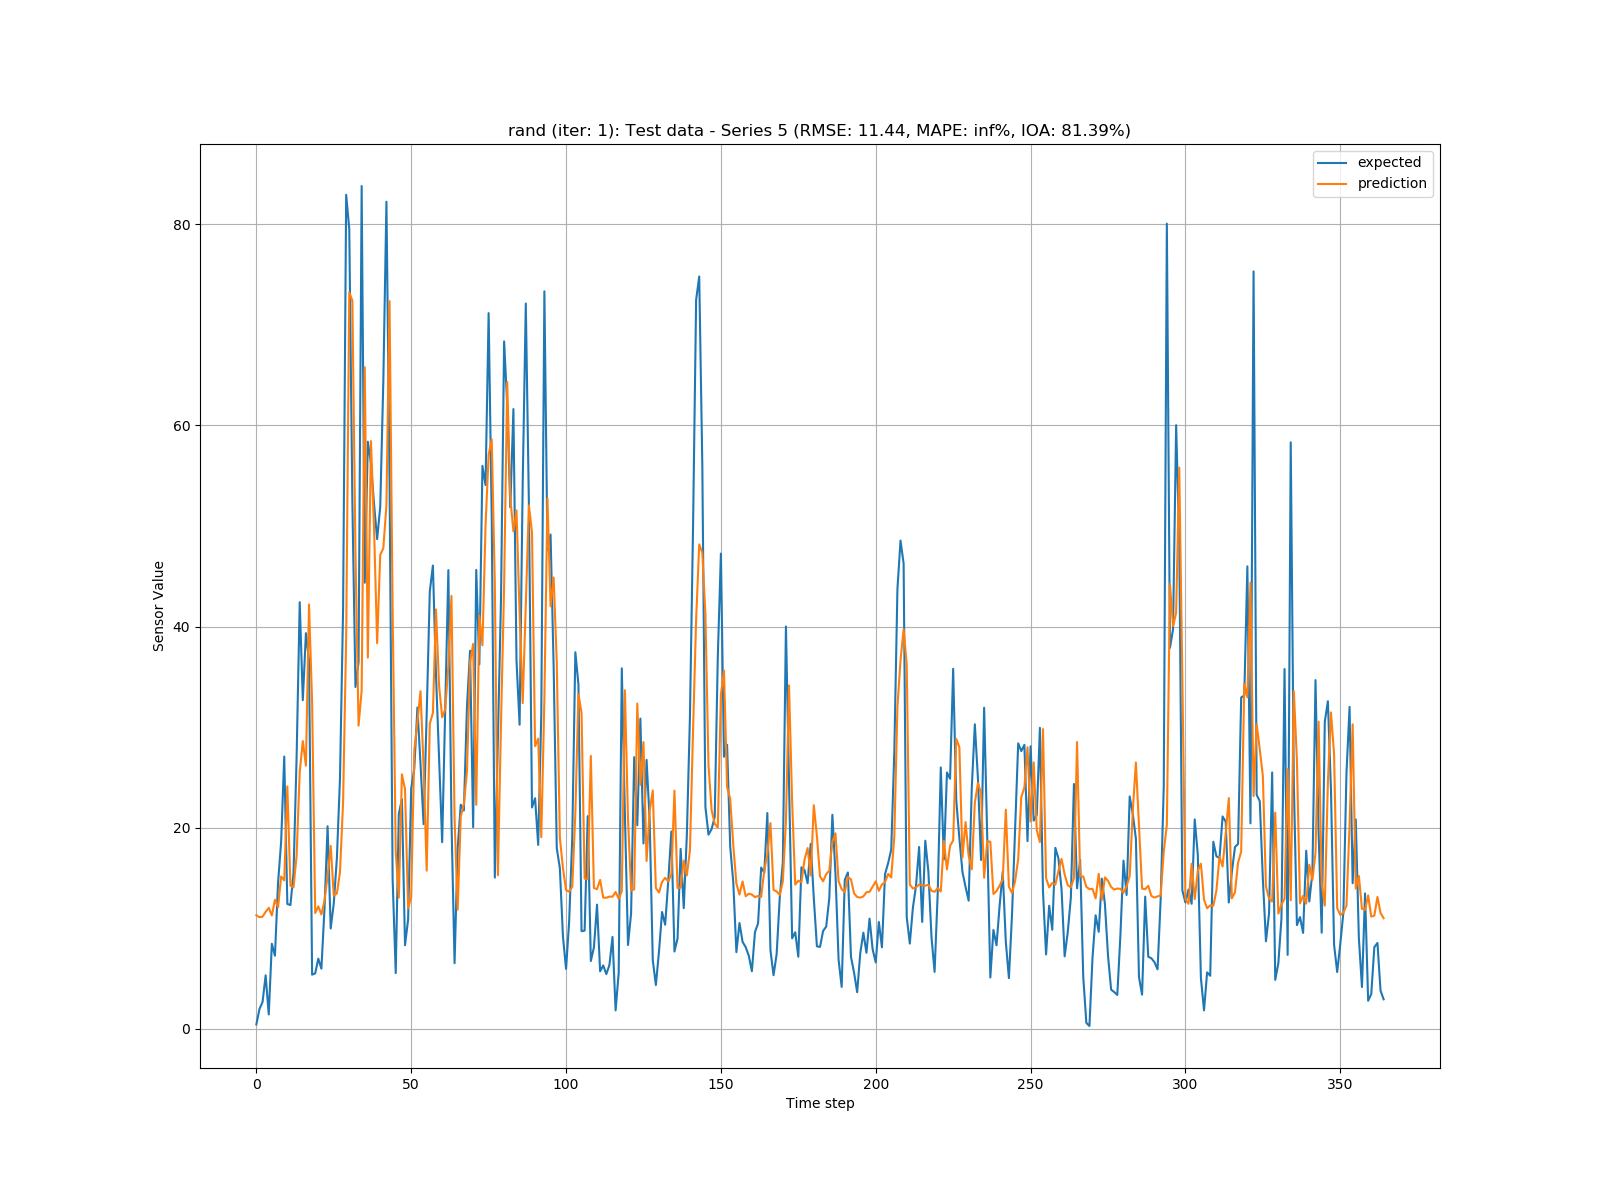 rand (iter: 1): Test data - Series 5 (RMSE: 11.44, MAPE: inf%, IOA: 81.39%)
expected
prediction
80
60
40
20
0
Sensor Value
0 50 100 150 200 250 300 350
Time step